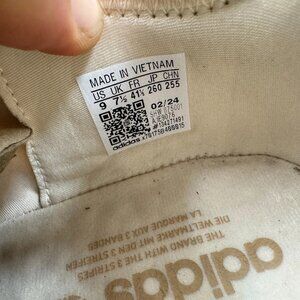 MADE IN VIETNAM
US UK FR JP CHN
9 7½ 41⅓ 260 255
02/24
adidas
THE BRAND WITH THE 3 STRIPES
DIE WELTMARKE MIT DEN 3 STREIFEN
LA MARQUE AUX 3 BANDES
adidas